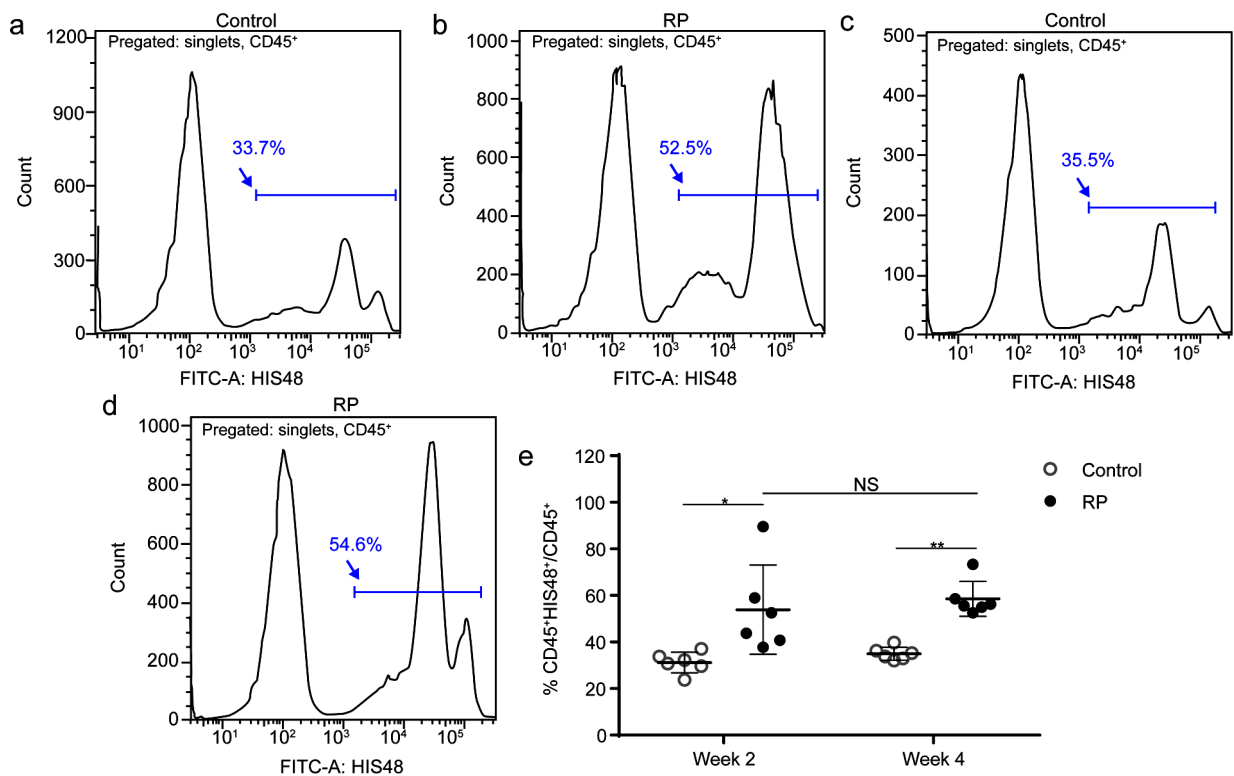 a
Control
Pregated: singlets, CD45⁺
1200
900
600
300
0
Count
33.7%
10¹ 10² 10³ 10⁴ 10⁵
FITC-A: HIS48
b
RP
Pregated: singlets, CD45⁺
1000
800
600
400
200
0
Count
52.5%
10¹ 10² 10³ 10⁴ 10⁵
FITC-A: HIS48
c
Control
Pregated: singlets, CD45⁺
500
400
300
200
100
0
Count
35.5%
10¹ 10² 10³ 10⁴ 10⁵
FITC-A: HIS48
d
RP
Pregated: singlets, CD45⁺
1000
800
600
400
200
0
Count
54.6%
10¹ 10² 10³ 10⁴ 10⁵
FITC-A: HIS48
e
120
100
80
60
40
20
0
% CD45⁺HIS48⁺/CD45⁺
*
NS
**
Week 2
Week 4
Control
RP